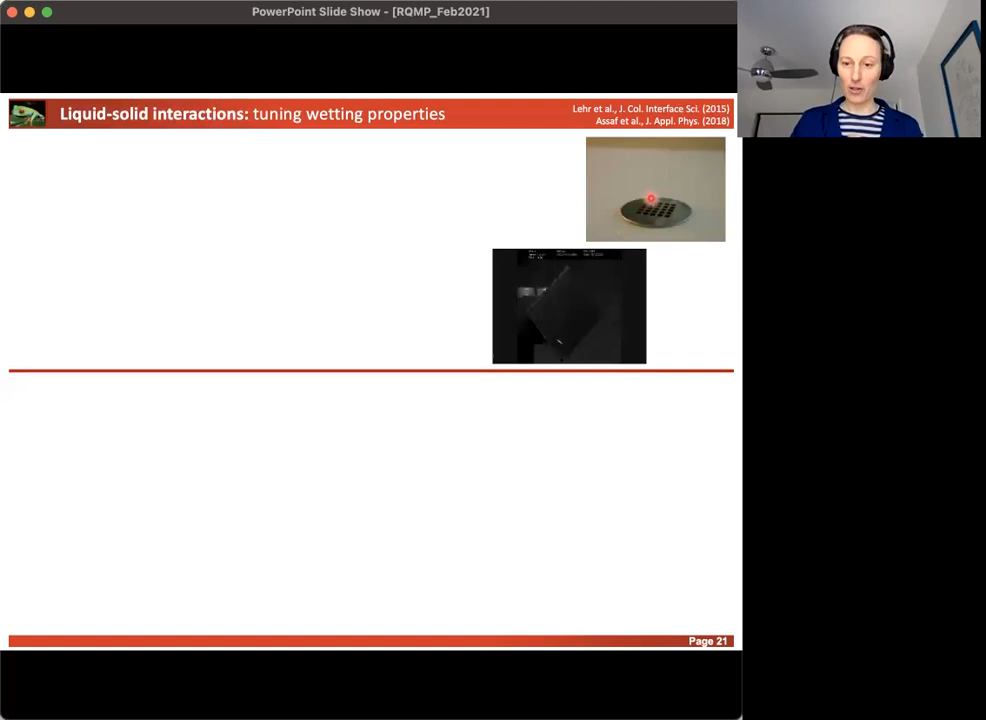 PowerPoint Slide Show - [RQMP_Feb2021]
Liquid-solid interactions: tuning wetting properties
Lehr et al., J. Col. Interface Sci. (2015)
Assaf et al., J. Appl. Phys. (2018)
Page 21